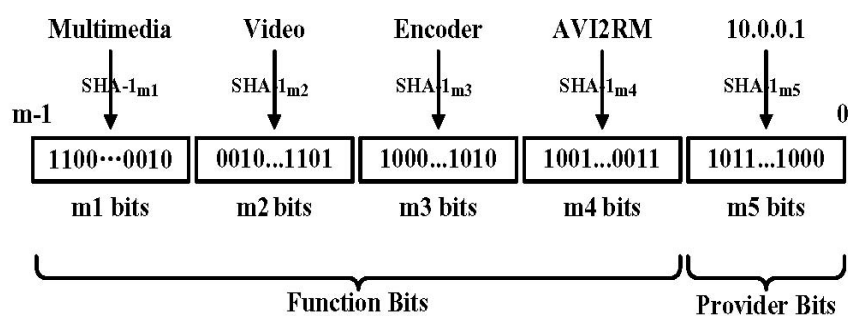 Multimedia Video Encoder AVI2RM 10.0.0.1
SHA-1m1 SHA-1m2 SHA-1m3 SHA-1m4 SHA-1m5
m-1 0
1100···0010 0010...1101 1000...1010 1001...0011 1011...1000
m1 bits m2 bits m3 bits m4 bits m5 bits
Function Bits Provider Bits